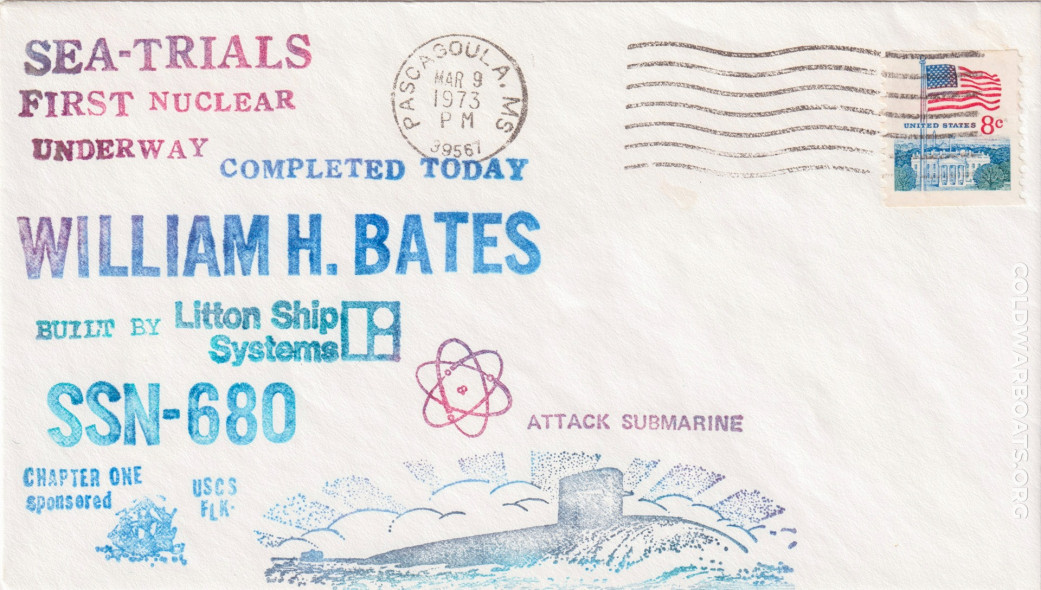 SEA-TRIALS
FIRST NUCLEAR
UNDERWAY
COMPLETED TODAY
PASCAGOULA, MS
MAR 9
1973
PM
39567
UNITED STATES 8c
WILLIAM H. BATES
BUILT BY Litton Ship
Systems
SSN-680
ATTACK SUBMARINE
CHAPTER ONE
sponsored
USCS
FLK-
COLDWARBOATS.ORG